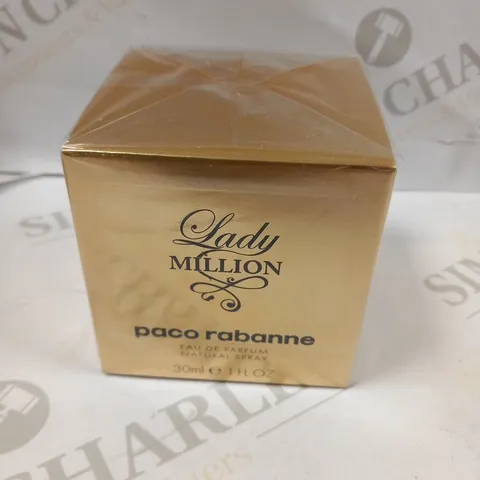 Lady
MILLION
paco rabanne
EAU DE PARFUM
NATURAL SPRAY
30ml ℮ 1 FL OZ